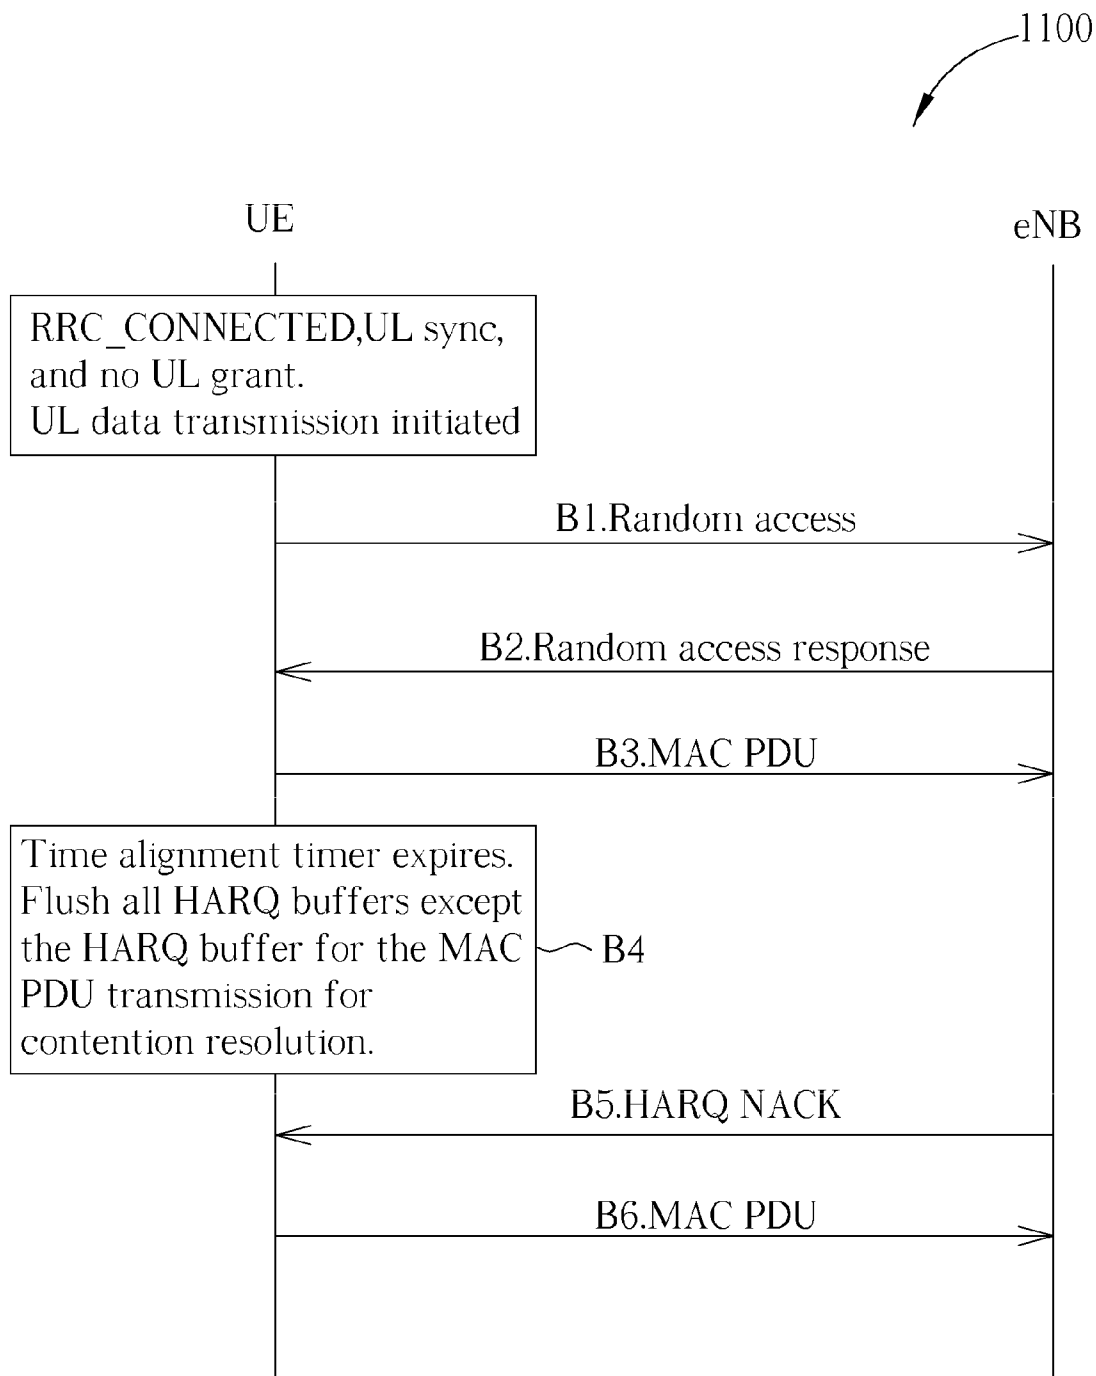 1100
UE
eNB
RRC_CONNECTED,UL sync,
and no UL grant.
UL data transmission initiated
B1.Random access
B2.Random access response
B3.MAC PDU
Time alignment timer expires.
Flush all HARQ buffers except
the HARQ buffer for the MAC
PDU transmission for
contention resolution.
B4
B5.HARQ NACK
B6.MAC PDU